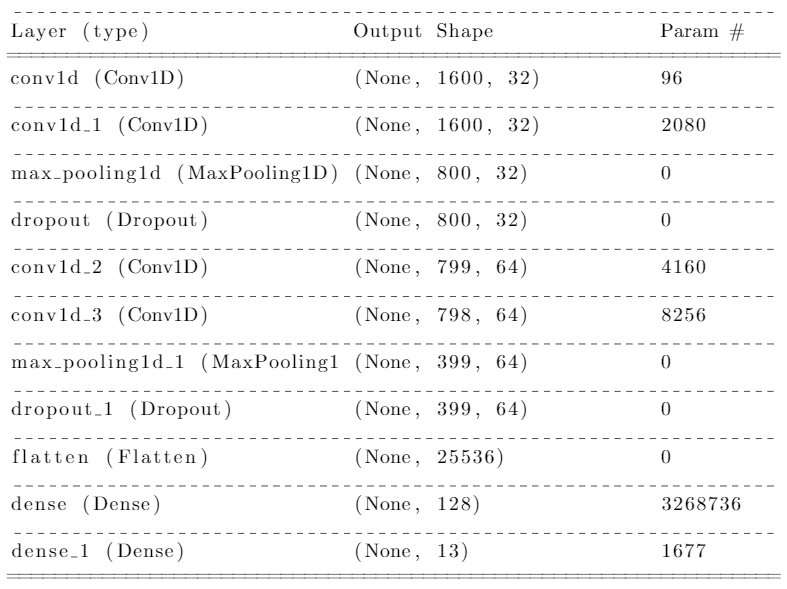 Layer (type) Output Shape Param #
conv1d (Conv1D) (None, 1600, 32) 96
conv1d_1 (Conv1D) (None, 1600, 32) 2080
max_pooling1d (MaxPooling1D) (None, 800, 32) 0
dropout (Dropout) (None, 800, 32) 0
conv1d_2 (Conv1D) (None, 799, 64) 4160
conv1d_3 (Conv1D) (None, 798, 64) 8256
max_pooling1d_1 (MaxPooling1 (None, 399, 64) 0
dropout_1 (Dropout) (None, 399, 64) 0
flatten (Flatten) (None, 25536) 0
dense (Dense) (None, 128) 3268736
dense_1 (Dense) (None, 13) 1677